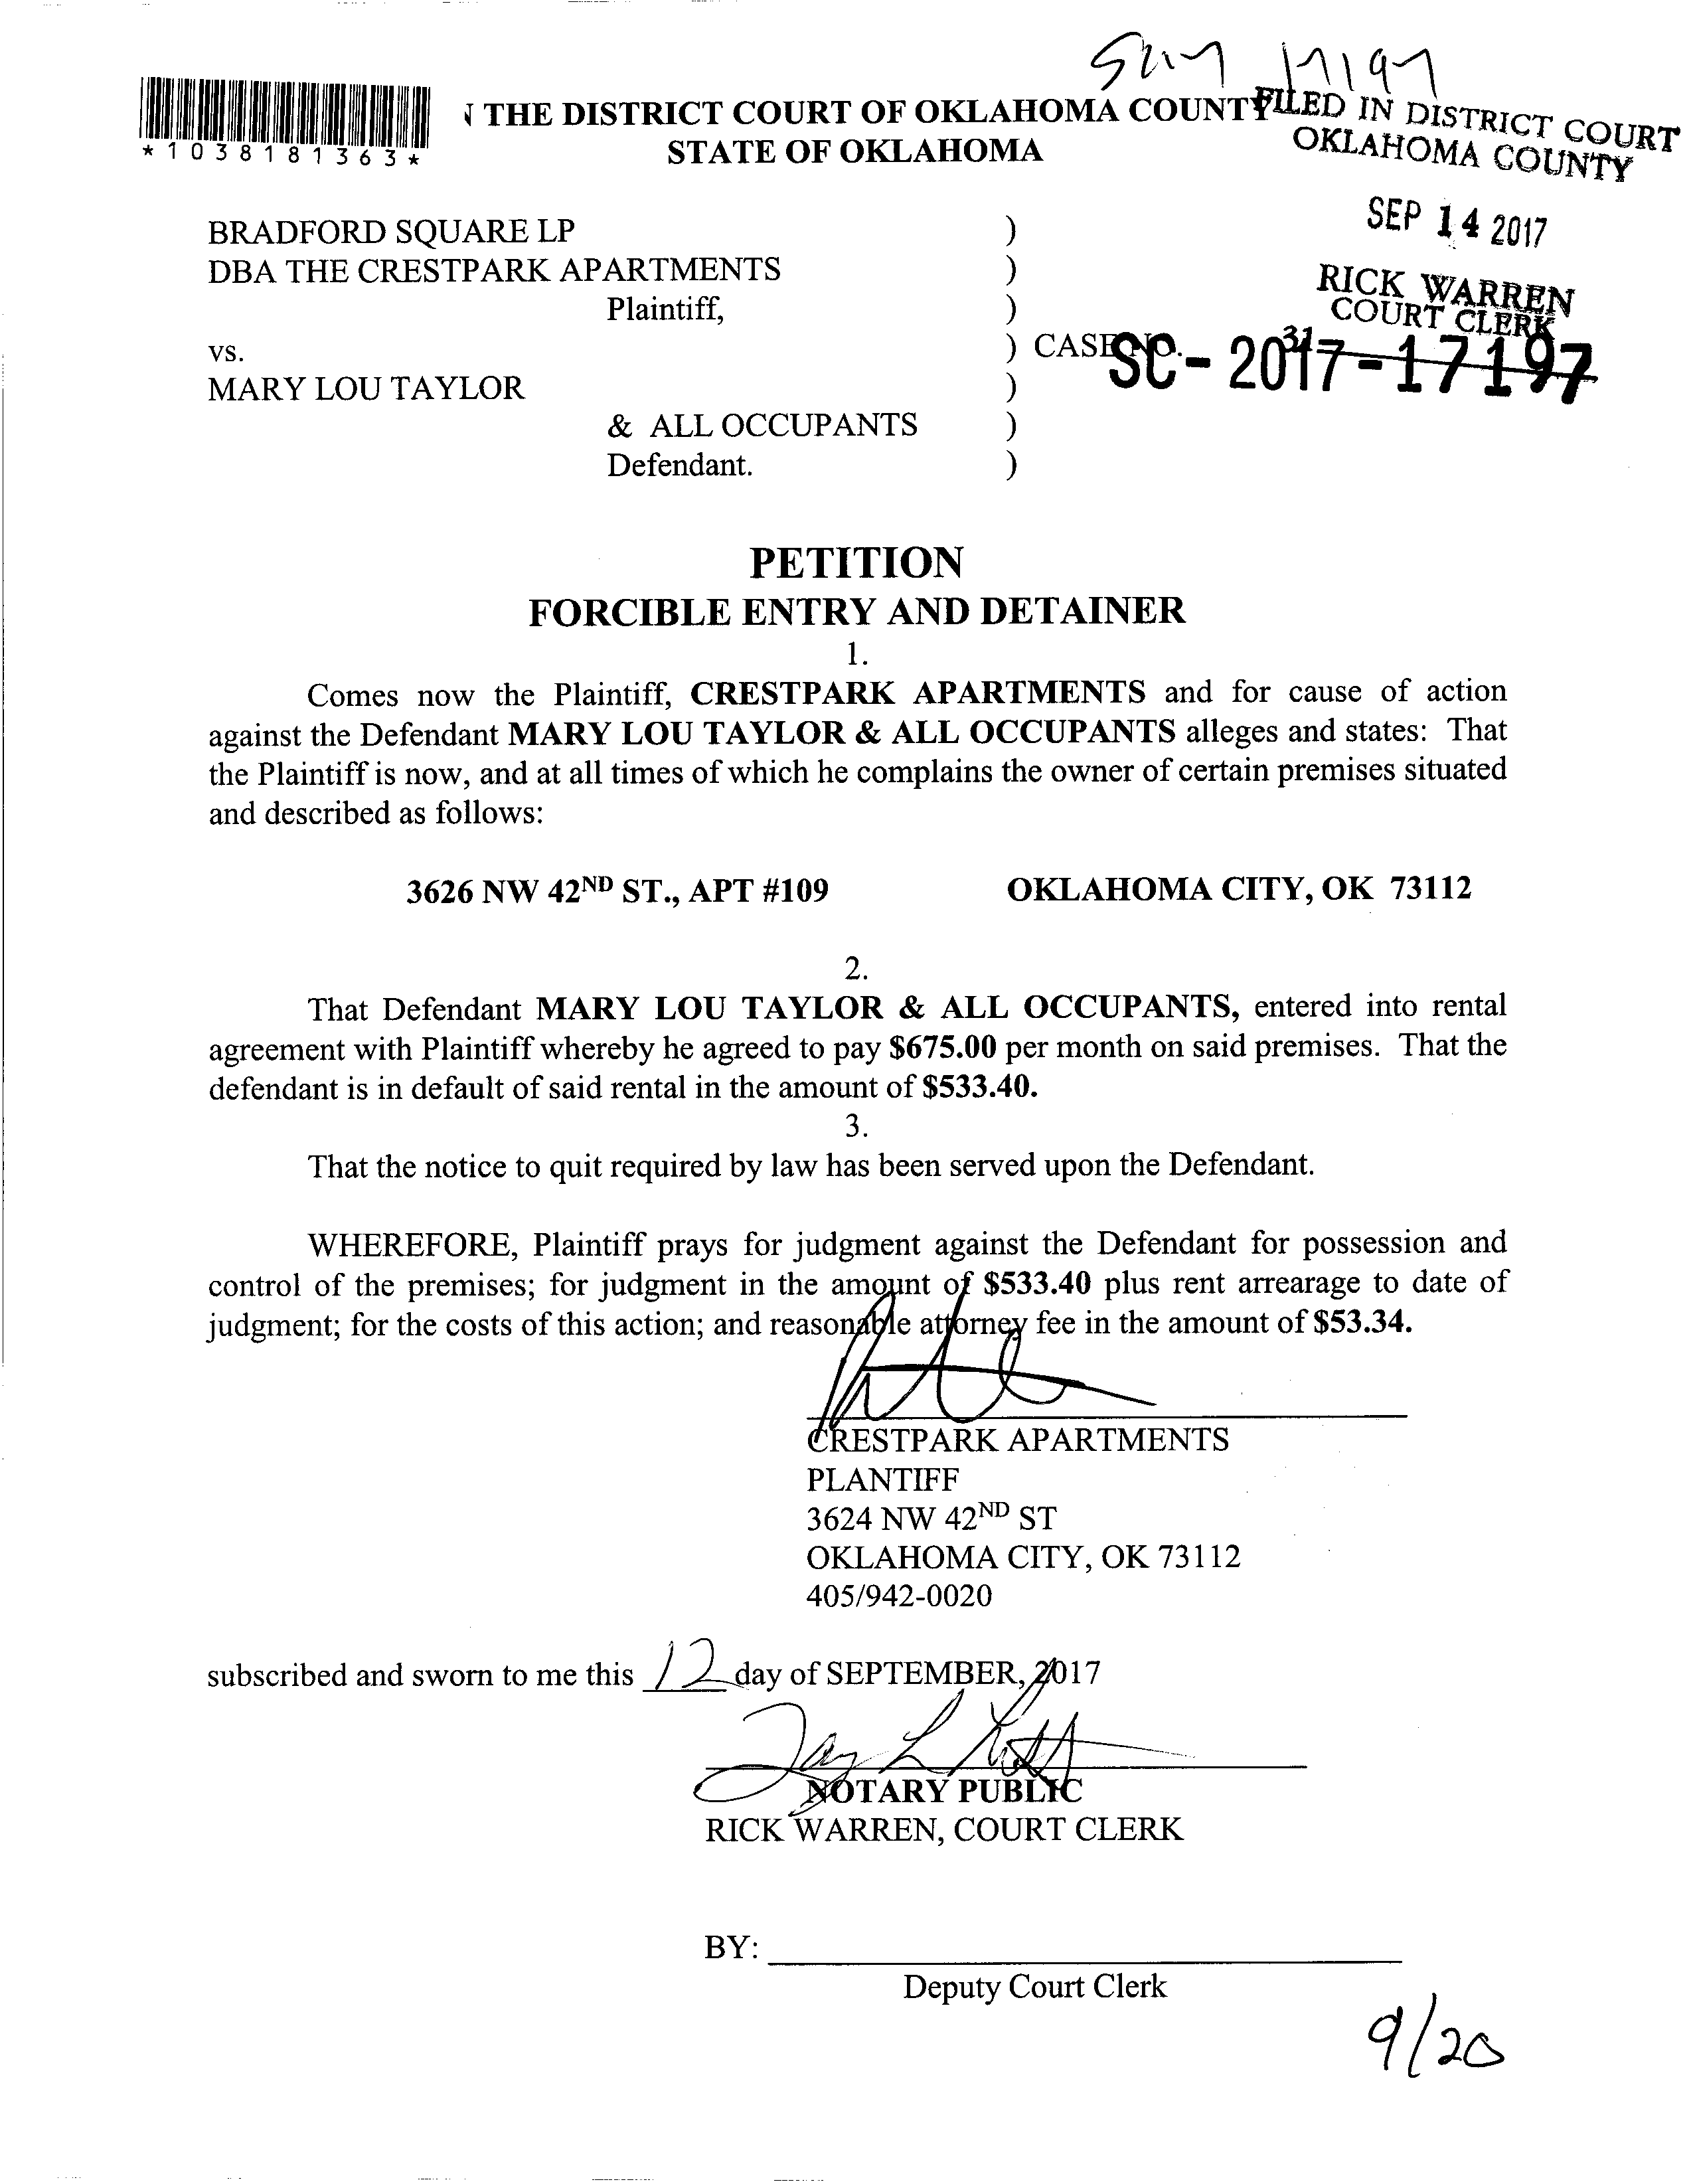 FILED IN DISTRICT COURT
OKLAHOMA COUNTY
SEP 14 2017
RICK WARREN
COURT CLERK
31
*1038181363*
THE DISTRICT COURT OF OKLAHOMA COUNTY
STATE OF OKLAHOMA
BRADFORD SQUARE LP )
DBA THE CRESTPARK APARTMENTS )
Plaintiff, )
vs. ) CASE NO. SC-2017-17197
MARY LOU TAYLOR )
& ALL OCCUPANTS )
Defendant. )
PETITION
FORCIBLE ENTRY AND DETAINER
1.
Comes now the Plaintiff, CRESTPARK APARTMENTS and for cause of action
against the Defendant MARY LOU TAYLOR & ALL OCCUPANTS alleges and states: That
the Plaintiff is now, and at all times of which he complains the owner of certain premises situated
and described as follows:
3626 NW 42ND ST., APT #109 OKLAHOMA CITY, OK 73112
2.
That Defendant MARY LOU TAYLOR & ALL OCCUPANTS, entered into rental
agreement with Plaintiff whereby he agreed to pay $675.00 per month on said premises. That the
defendant is in default of said rental in the amount of $533.40.
3.
That the notice to quit required by law has been served upon the Defendant.
WHEREFORE, Plaintiff prays for judgment against the Defendant for possession and
control of the premises; for judgment in the amount of $533.40 plus rent arrearage to date of
judgment; for the costs of this action; and reasonable attorney fee in the amount of $53.34.
CRESTPARK APARTMENTS
PLANTIFF
3624 NW 42ND ST
OKLAHOMA CITY, OK 73112
405/942-0020
subscribed and sworn to me this 12 day of SEPTEMBER, 2017
NOTARY PUBLIC
RICK WARREN, COURT CLERK
BY:
Deputy Court Clerk
9/20